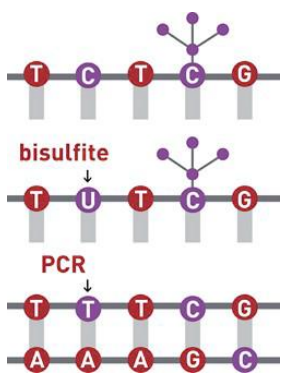 T C T C G
bisulfite
T U T C G
PCR
T T T C G
A A A G C